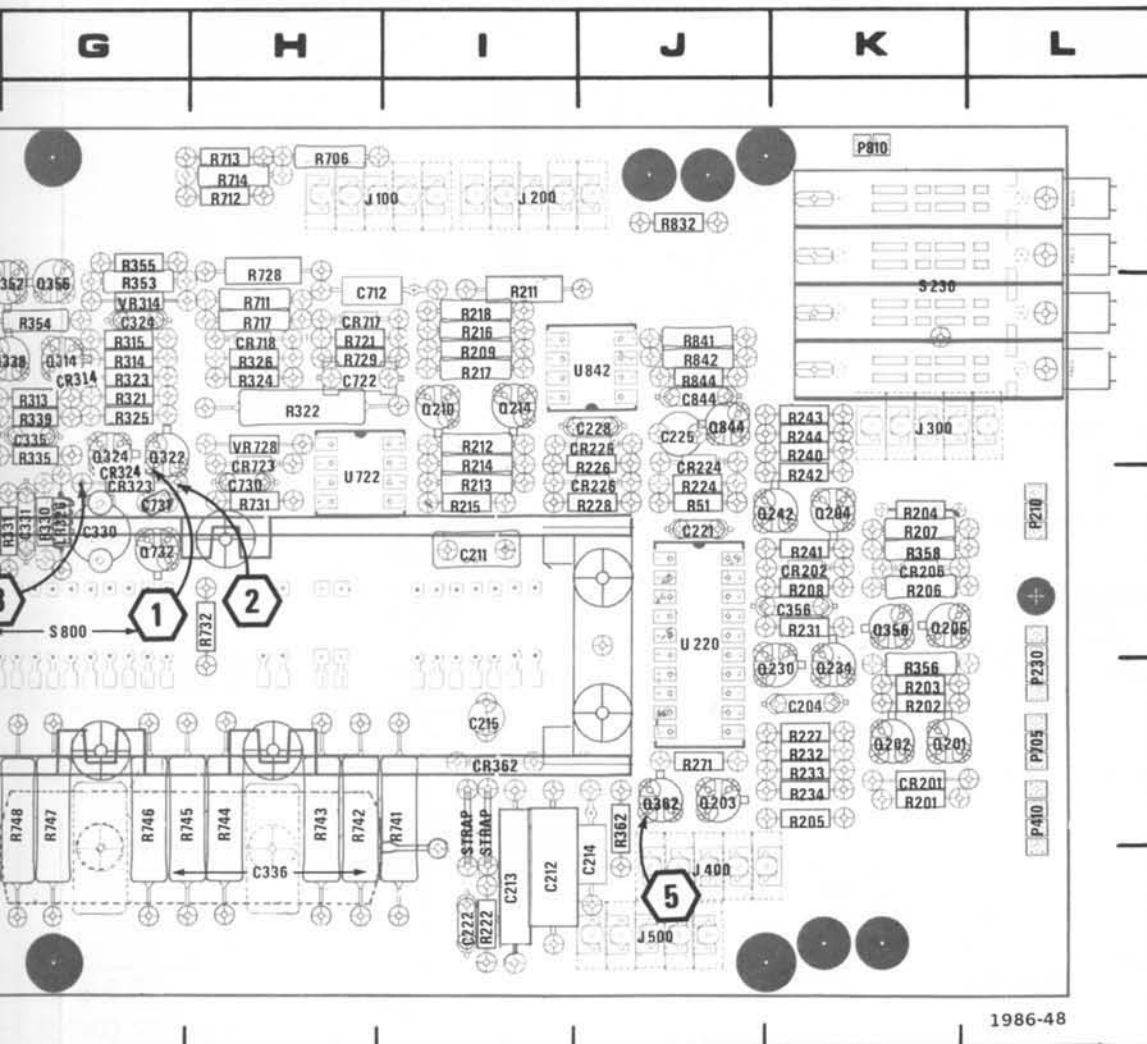 G H I J K L
R713 R706 P810
R714
R712 J100 J200
R832
R355
R728
Q356 R353 S230
C712 R211
VR314 R711
R354 C324 R717 CR717 R218
R315 CR718 R721 R216 R841
Q314 R314 R326 R729 R209 R842
CR314 R323 R324 C722 R217 U842 R844
R313 R321 C844
R339 R325 R322 Q210 Q214 R243 J300
C335 C228 C225 Q844 R244
R335 Q324 Q322 VR728 R212 CR225 R240
CR324 CR723 U722 R214 R226 CR224 R242
CR323 C730 R213 CR226 R224
C737 R731 R215 R228 R51 P210
R331 C331 R330 C330 Q242 Q204 R204
C221 R207
Q732 C211 R241 R358
CR202 CR206
3 1 2 R208 R206
C356
S800 R732 U220 R231 Q358 Q206
Q230 Q234 R356 P230
R203
C204 R202
C215
R227 Q202 Q201 P705
R232
CR362 R271 R233 CR201
R234 R201
Q362 Q203 R205 P410
R748 R747 R746 R745 R744 R743 R742 R741 STRAP STRAP R362
C336 C213 C212 C214 J400
5
C222 R222 J500
1986-48